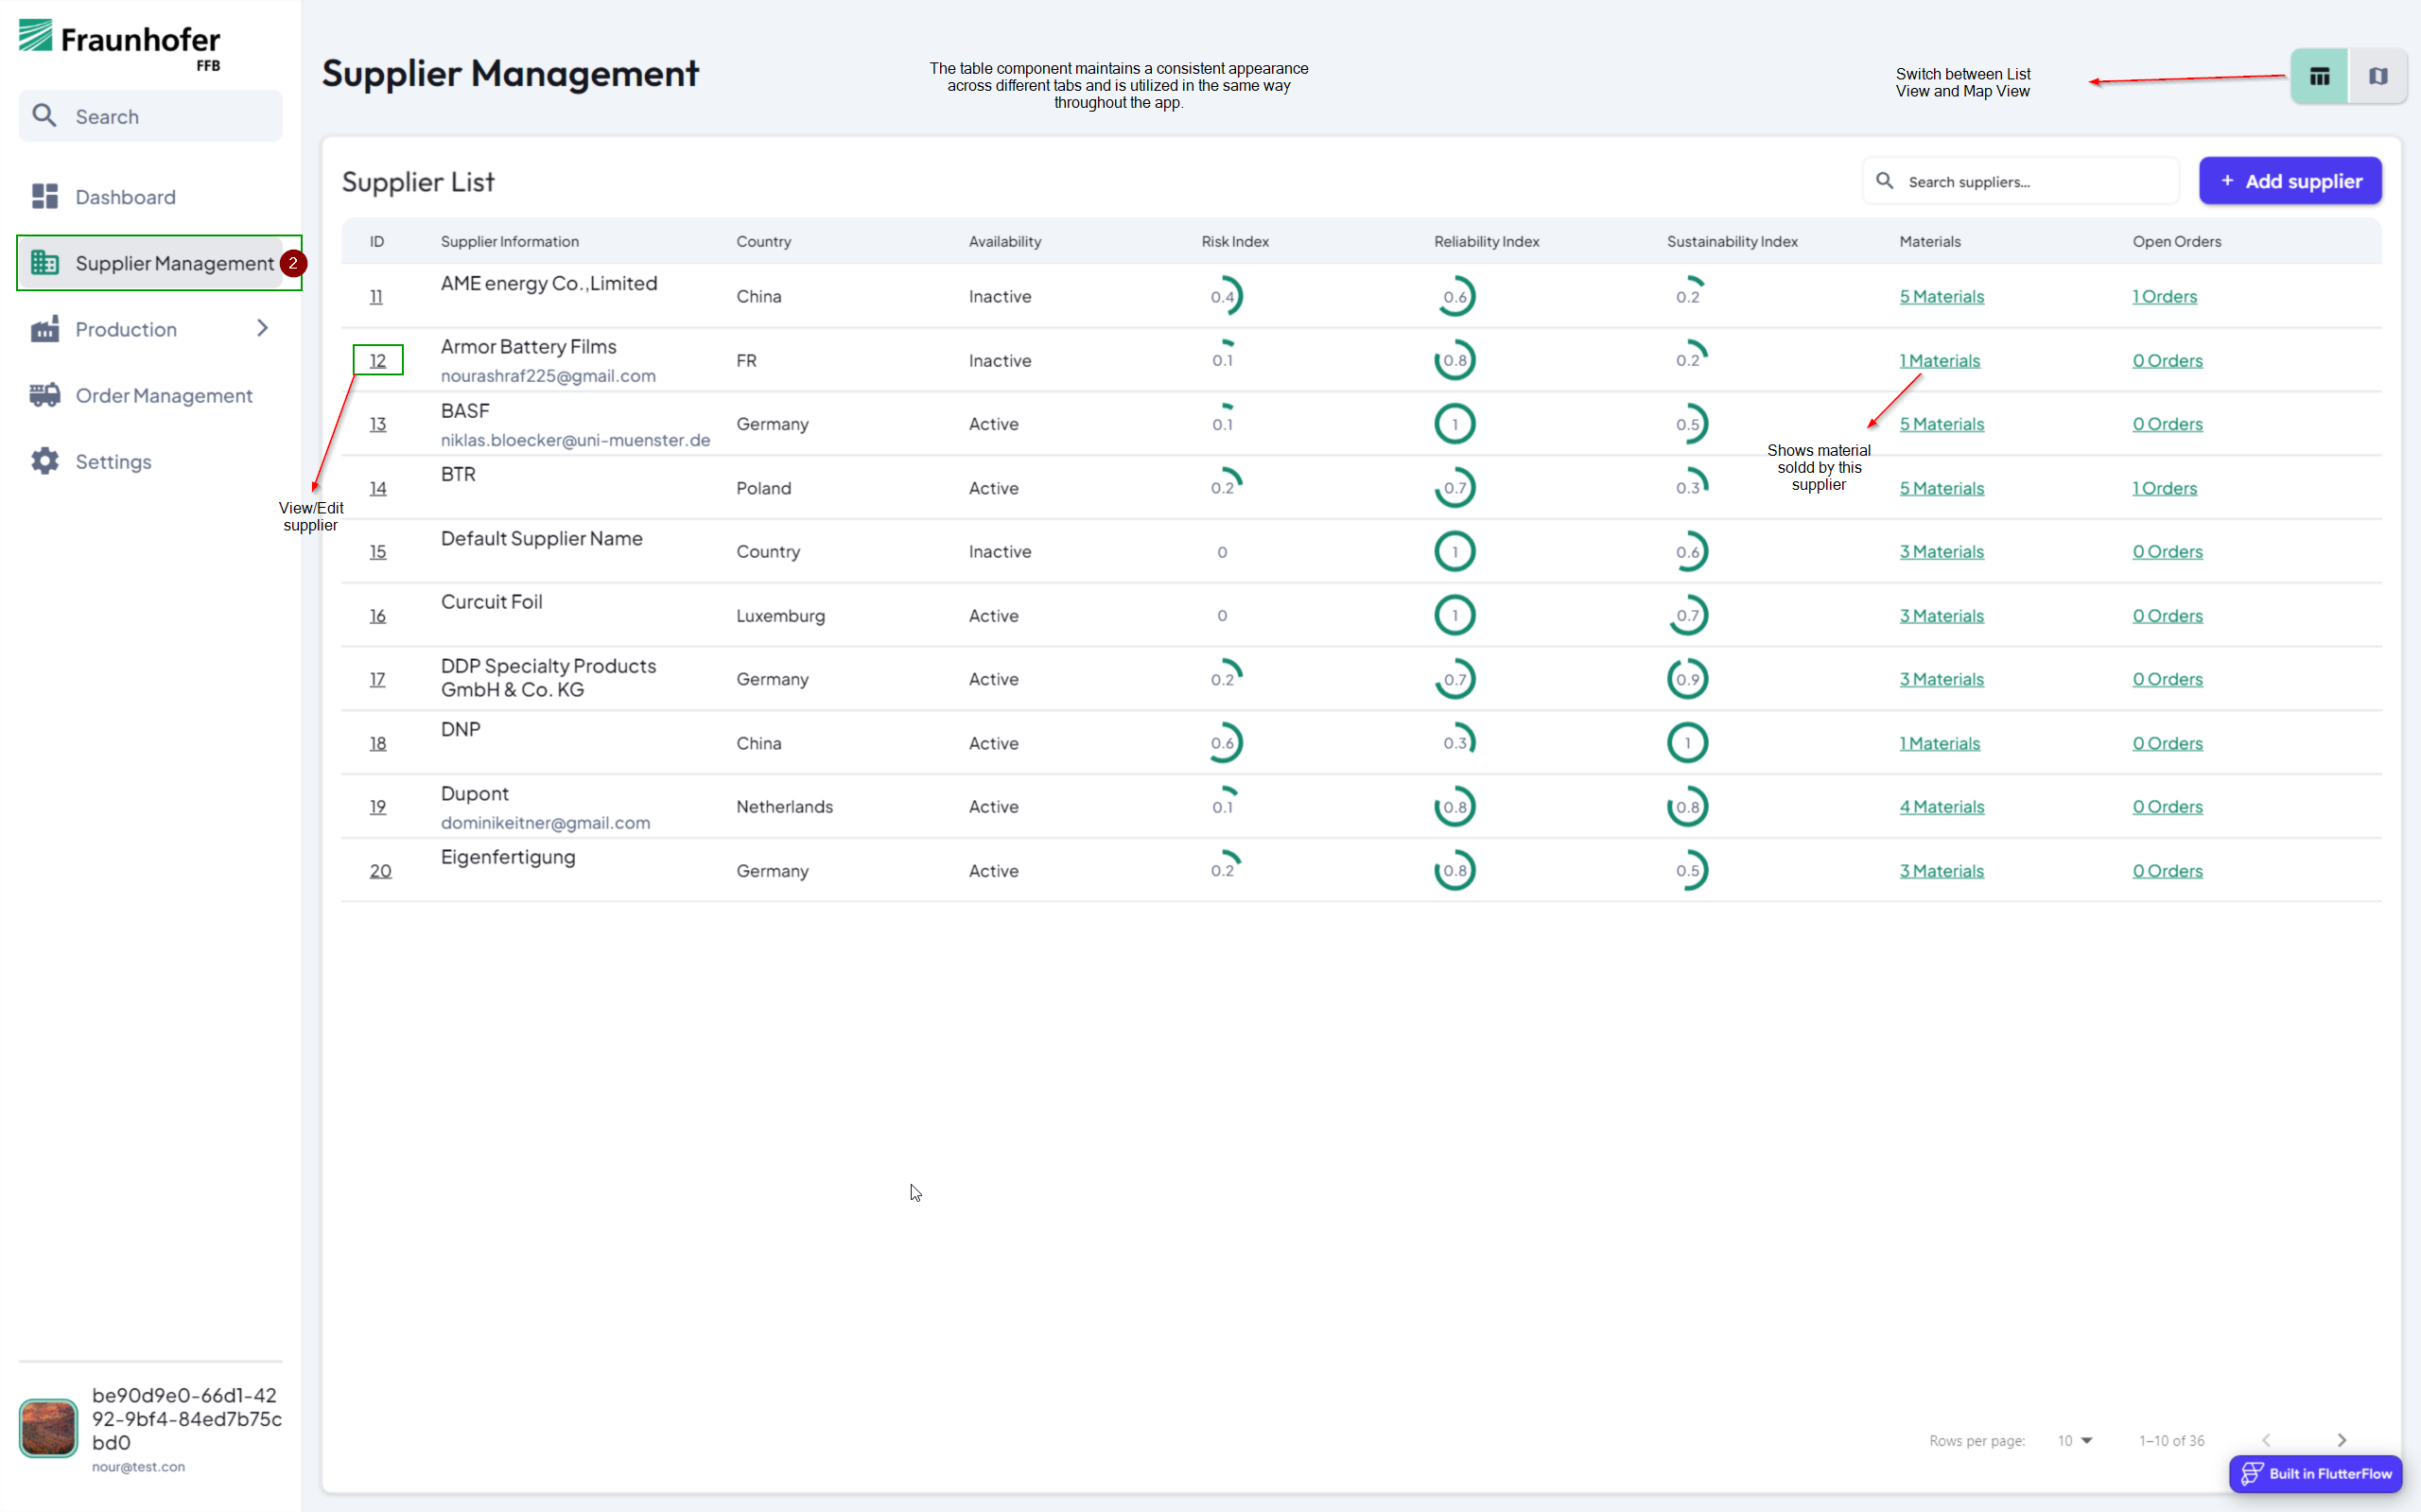 Fraunhofer
FFB
Search
Dashboard
Supplier Management 2
Production
Order Management
Settings
View/Edit
supplier
be90d9e0-66d1-42
92-9bf4-84ed7b75c
bd0
nour@test.con
Supplier Management
The table component maintains a consistent appearance
across different tabs and is utilized in the same way
throughout the app.
Switch between List
View and Map View
Supplier List
Search suppliers...
+ Add supplier
ID Supplier Information Country Availability Risk Index Reliability Index Sustainability Index Materials Open Orders
11 AME energy Co.,Limited China Inactive 0.4 0.6 0.2 5 Materials 1 Orders
12 Armor Battery Films FR Inactive 0.1 0.8 0.2 1 Materials 0 Orders
nourashraf225@gmail.com
13 BASF Germany Active 0.1 1 0.5 5 Materials 0 Orders
niklas.bloecker@uni-muenster.de
Shows material
soldd by this
supplier
14 BTR Poland Active 0.2 0.7 0.3 5 Materials 1 Orders
15 Default Supplier Name Country Inactive 0 1 0.6 3 Materials 0 Orders
16 Curcuit Foil Luxemburg Active 0 1 0.7 3 Materials 0 Orders
17 DDP Specialty Products Germany Active 0.2 0.7 0.9 3 Materials 0 Orders
GmbH & Co. KG
18 DNP China Active 0.6 0.3 1 1 Materials 0 Orders
19 Dupont Netherlands Active 0.1 0.8 0.8 4 Materials 0 Orders
dominikeitner@gmail.com
20 Eigenfertigung Germany Active 0.2 0.8 0.5 3 Materials 0 Orders
Rows per page: 10 1–10 of 36
Built in FlutterFlow